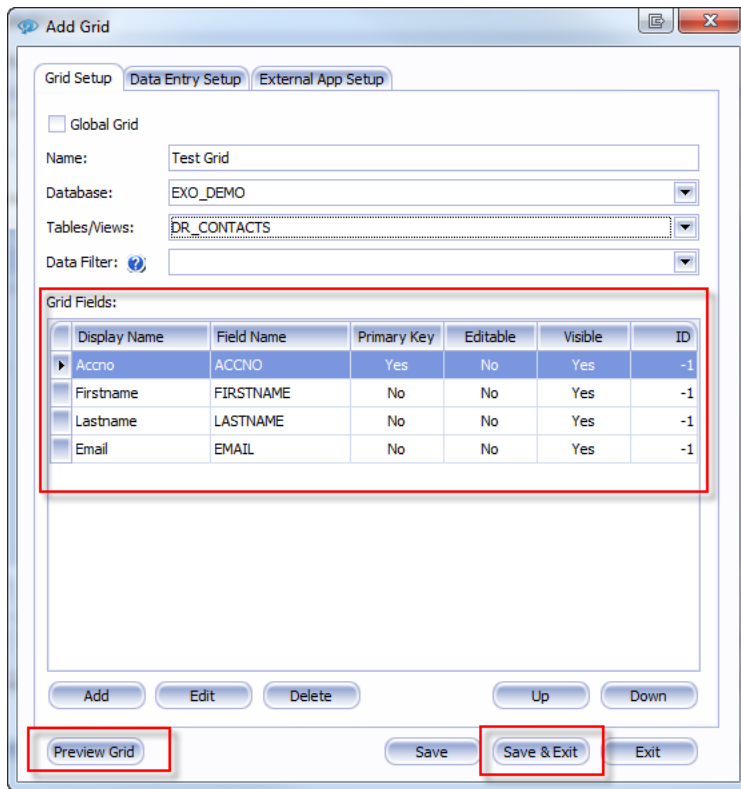 Add Grid
Grid Setup Data Entry Setup External App Setup
Global Grid
Name: Test Grid
Database: EXO_DEMO
Tables/Views: DR_CONTACTS
Data Filter: ?
Grid Fields:
Display Name Field Name Primary Key Editable Visible ID
Accno ACCNO Yes No Yes -1
Firstname FIRSTNAME No No Yes -1
Lastname LASTNAME No No Yes -1
Email EMAIL No No Yes -1
Add Edit Delete Up Down
Preview Grid Save Save & Exit Exit